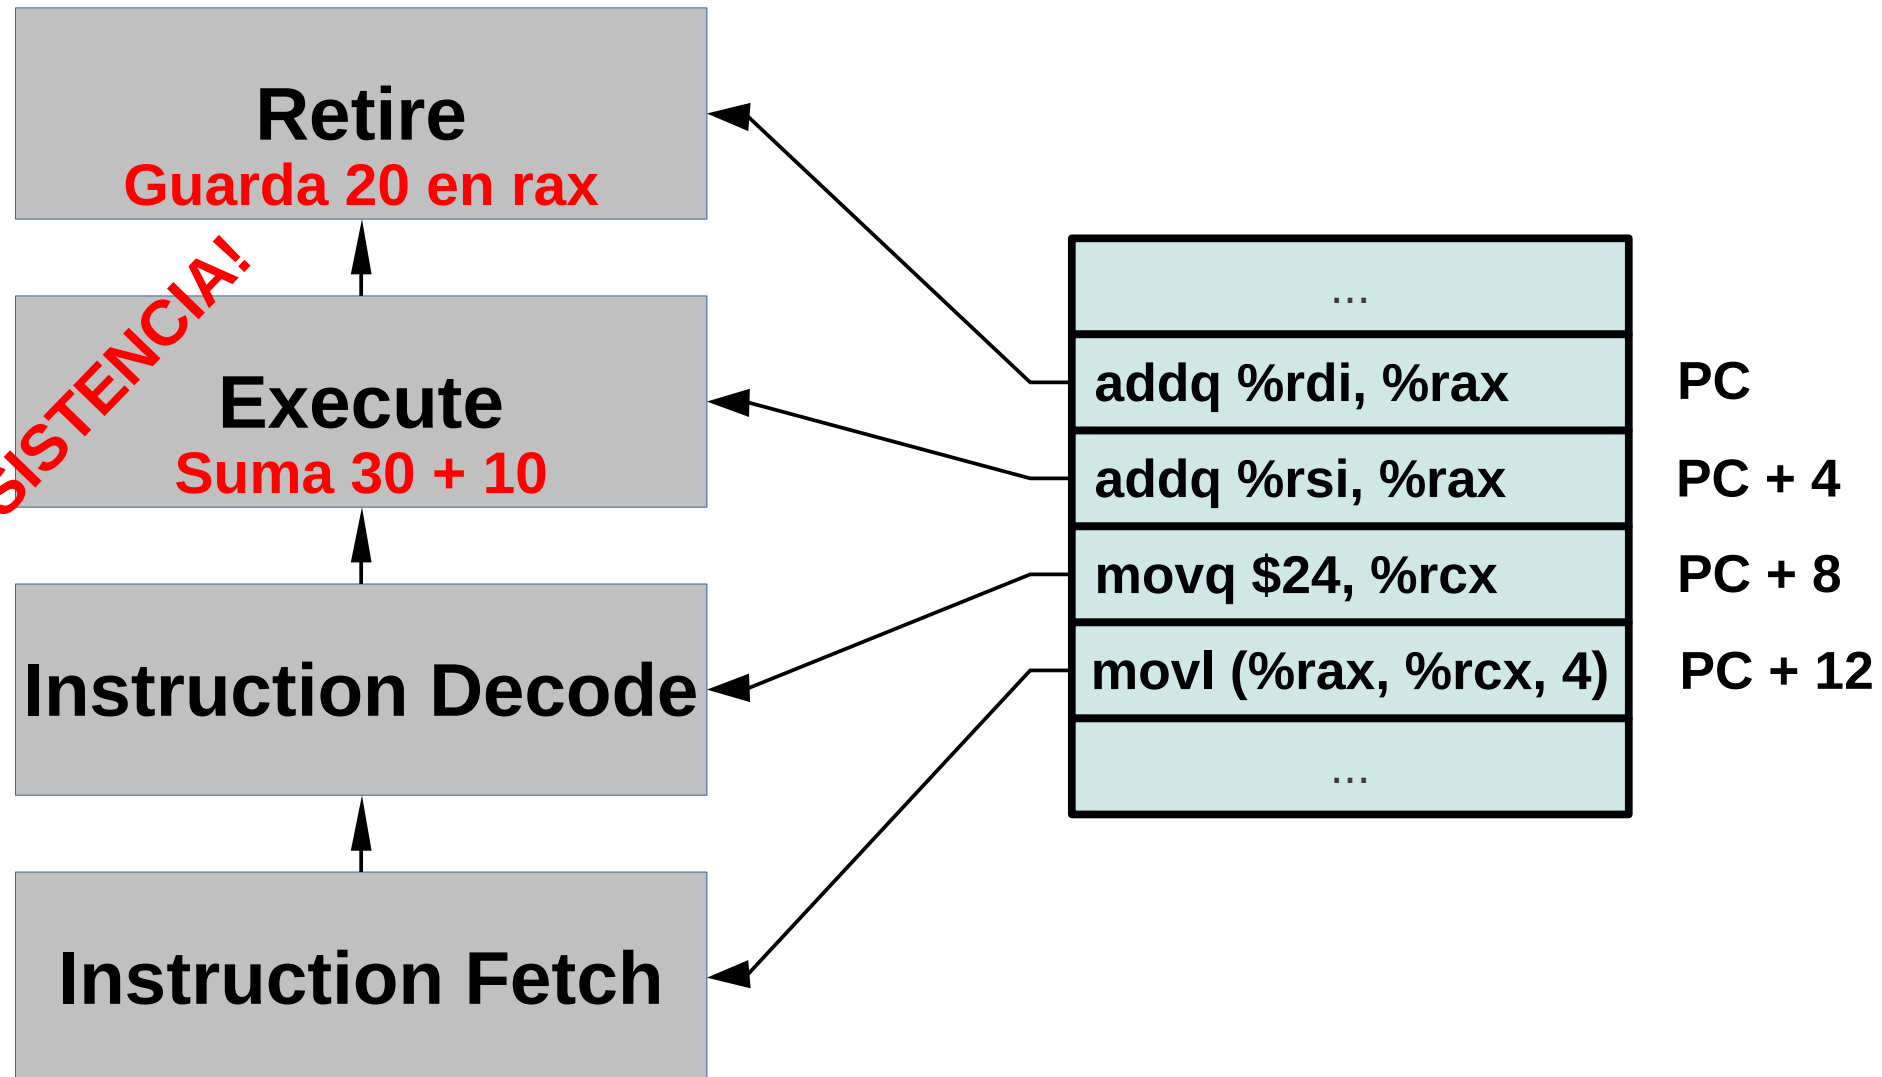 Retire
Guarda 20 en rax
SISTENCIA!
Execute
Suma 30 + 10
Instruction Decode
Instruction Fetch
...
addq %rdi, %rax
PC
addq %rsi, %rax
PC + 4
movq $24, %rcx
PC + 8
movl (%rax, %rcx, 4)
PC + 12
...